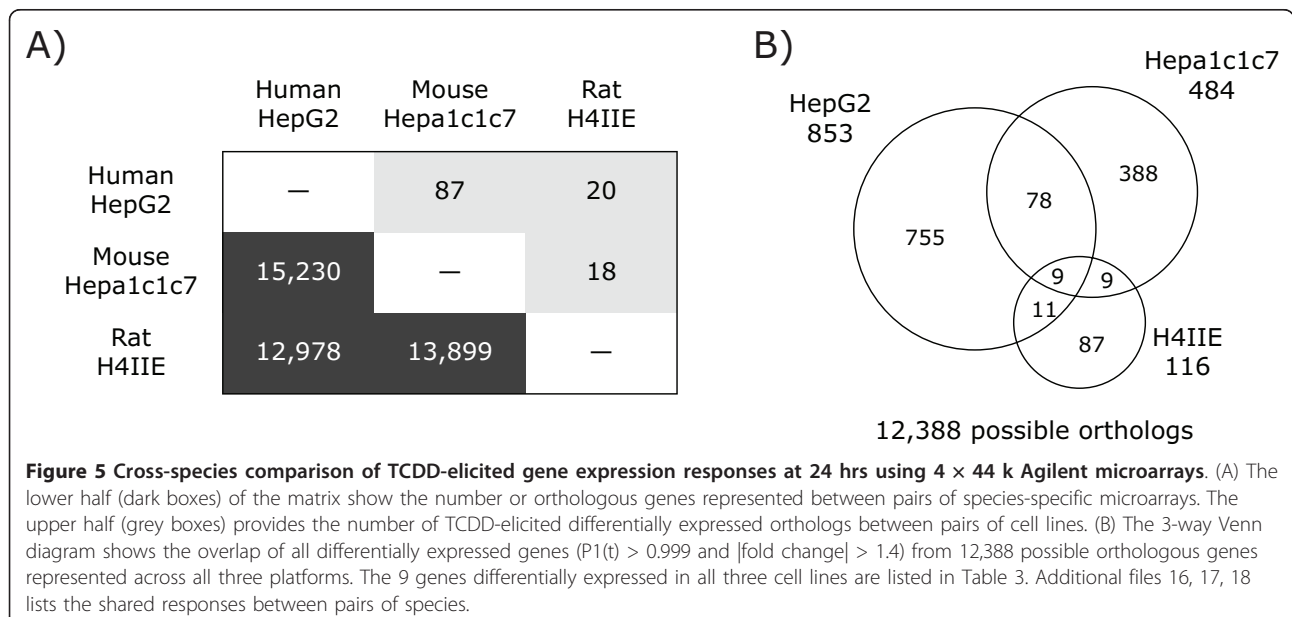 A)
Human HepG2
Mouse Hepa1c1c7
Rat H4IIE
Human HepG2
—
87
20
Mouse Hepa1c1c7
15,230
—
18
Rat H4IIE
12,978
13,899
—
B)
HepG2
853
Hepa1c1c7
484
755
78
388
9
9
11
87
H4IIE
116
12,388 possible orthologs
Figure 5 Cross-species comparison of TCDD-elicited gene expression responses at 24 hrs using 4 × 44 k Agilent microarrays. (A) The
lower half (dark boxes) of the matrix show the number or orthologous genes represented between pairs of species-specific microarrays. The
upper half (grey boxes) provides the number of TCDD-elicited differentially expressed orthologs between pairs of cell lines. (B) The 3-way Venn
diagram shows the overlap of all differentially expressed genes (P1(t) > 0.999 and |fold change| > 1.4) from 12,388 possible orthologous genes
represented across all three platforms. The 9 genes differentially expressed in all three cell lines are listed in Table 3. Additional files 16, 17, 18
lists the shared responses between pairs of species.